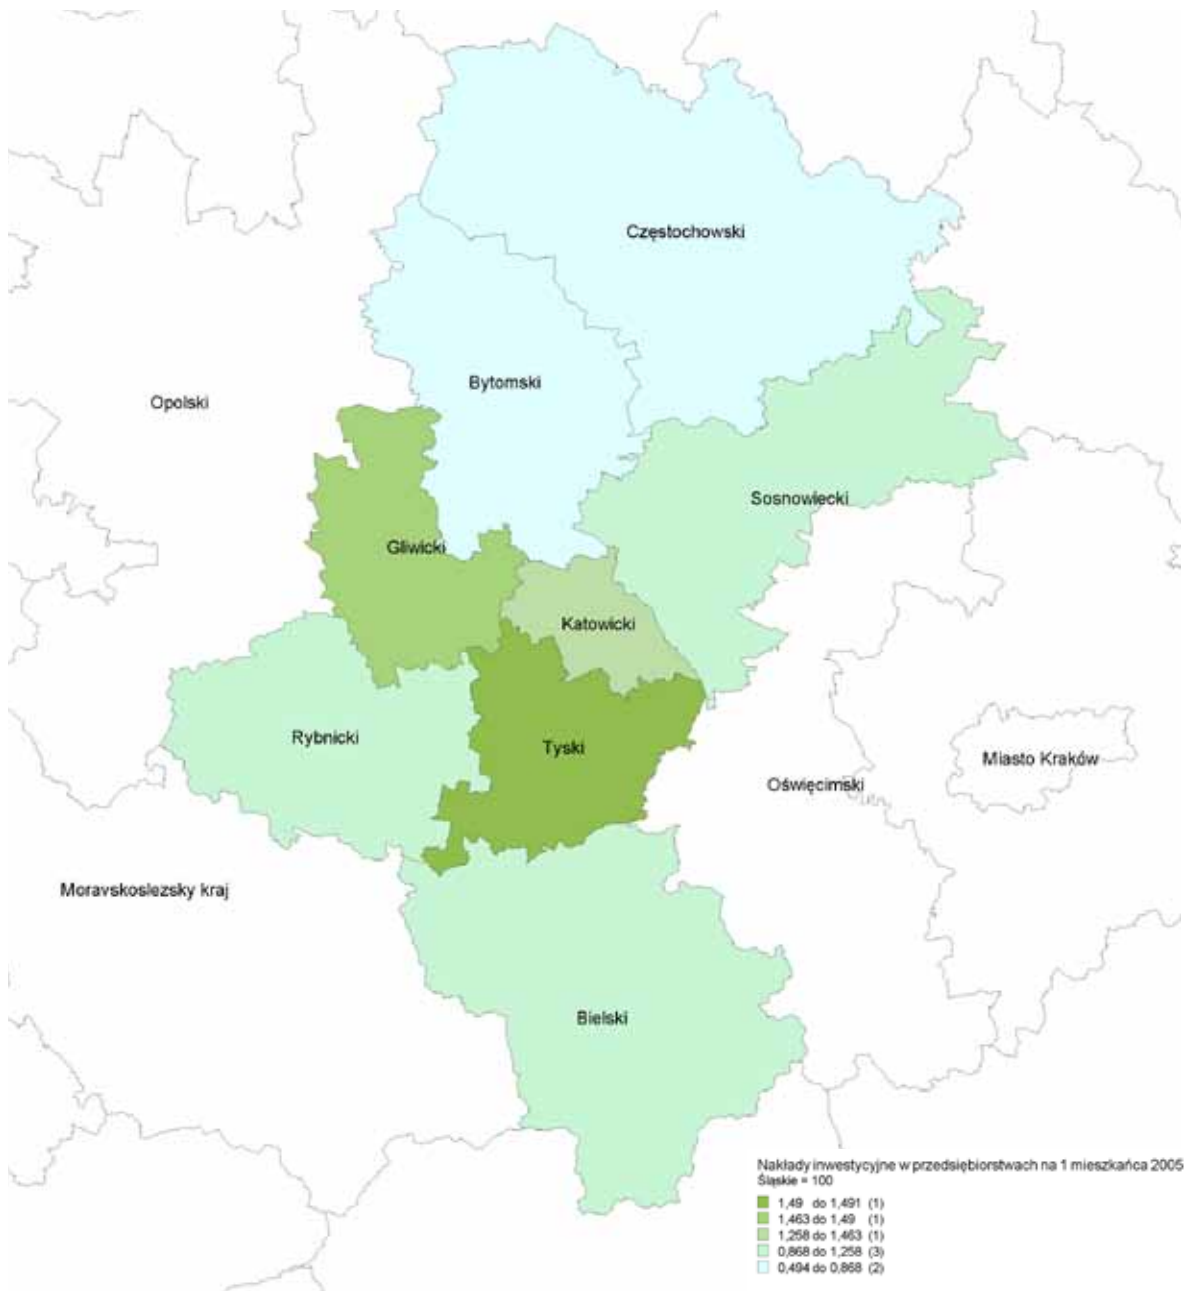 Częstochowski
Bytomski
Opolski
Sosnowiecki
Gliwicki
Katowicki
Rybnicki
Tyski
Miasto Kraków
Oświęcimski
Moravskoslezsky kraj
Bielski
Nakłady inwestycyjne w przedsiębiorstwach na 1 mieszkańca 2005
Śląskie = 100
1,49 do 1,491 (1)
1,463 do 1,49 (1)
1,258 do 1,463 (1)
0,868 do 1,258 (3)
0,494 do 0,868 (2)